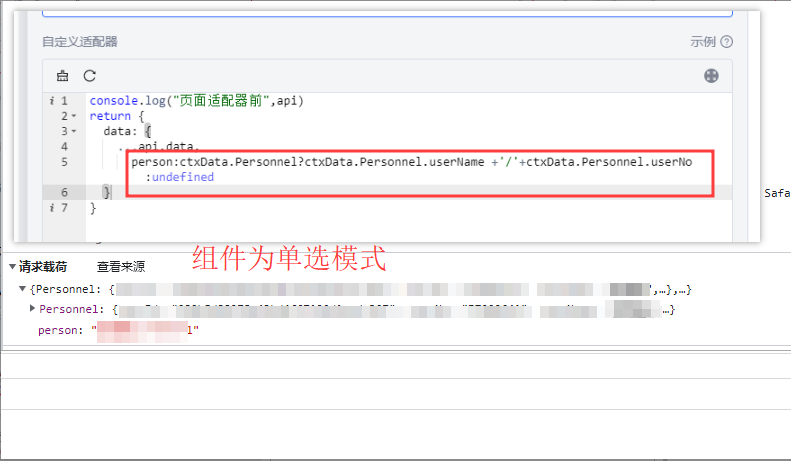 自定义适配器
示例
i 1 console.log("页面适配器前",api)
2 return {
3 data: {
4 ...api.data,
5 person:ctxData.Personnel?ctxData.Personnel.userName +'/'+ctxData.Personnel.userNo
:undefined
6 }
i 7 }
Safa
组件为单选模式
请求载荷 查看来源
{Personnel: {
,…},…}
Personnel: {
…}
person: "
1"